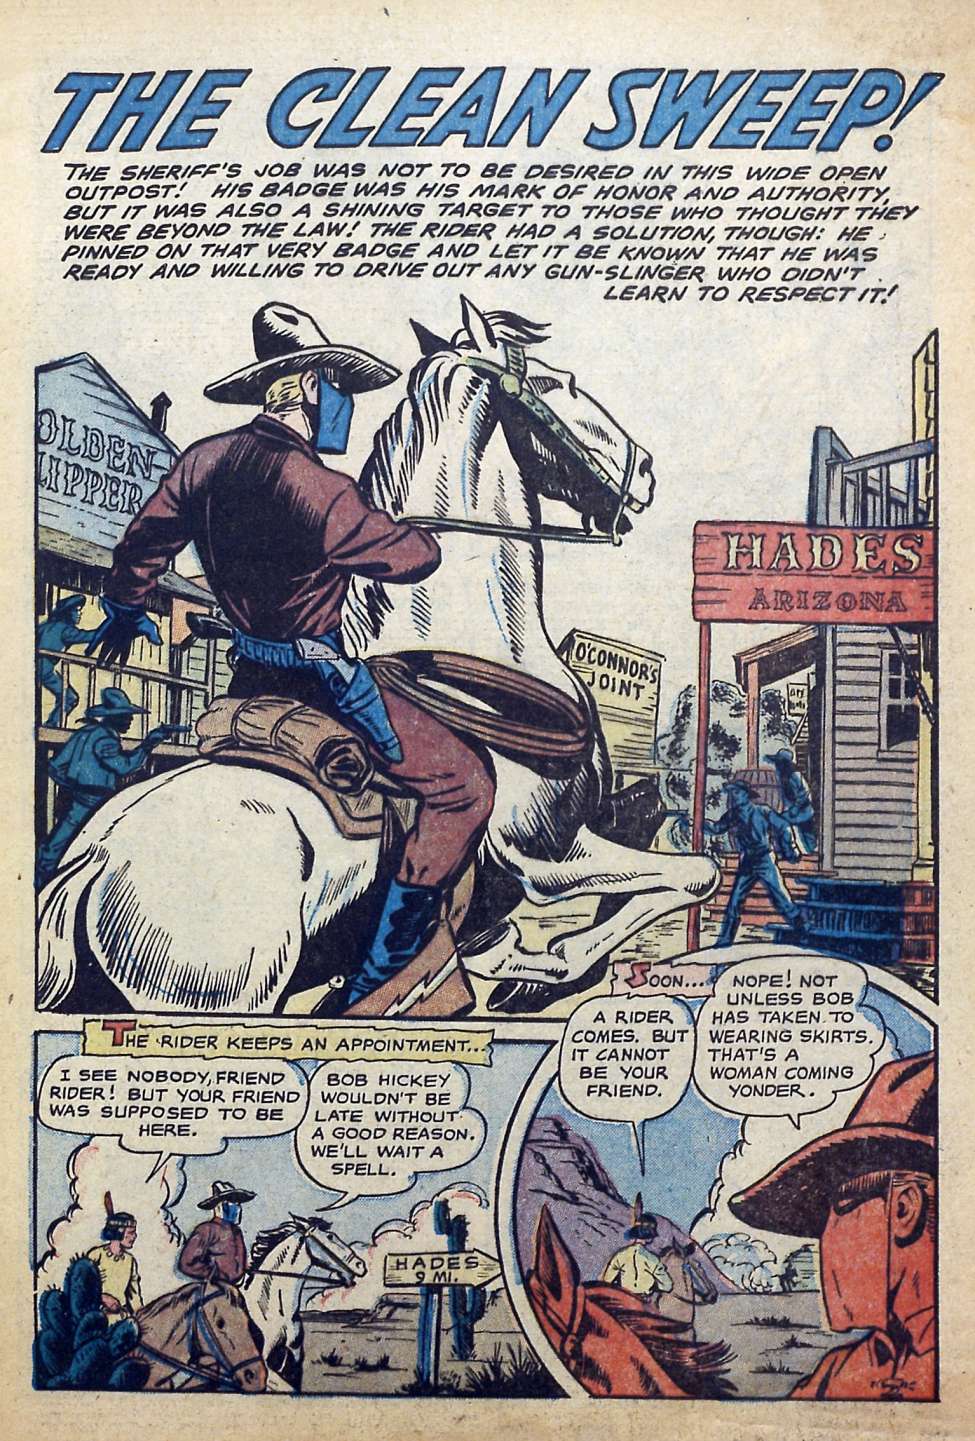 THE CLEAN SWEEP!
THE SHERIFF'S JOB WAS NOT TO BE DESIRED IN THIS WIDE OPEN
OUTPOST! HIS BADGE WAS HIS MARK OF HONOR AND AUTHORITY,
BUT IT WAS ALSO A SHINING TARGET TO THOSE WHO THOUGHT THEY
WERE BEYOND THE LAW! THE RIDER HAD A SOLUTION, THOUGH: HE
PINNED ON THAT VERY BADGE AND LET IT BE KNOWN THAT HE WAS
READY AND WILLING TO DRIVE OUT ANY GUN-SLINGER WHO DIDN'T
LEARN TO RESPECT IT!
OLDEN
LIPPER
HADES
ARIZONA
O'CONNOR'S
JOINT
THE RIDER KEEPS AN APPOINTMENT...
I SEE NOBODY, FRIEND
RIDER! BUT YOUR FRIEND
WAS SUPPOSED TO BE
HERE.
BOB HICKEY
WOULDN'T BE
LATE WITHOUT
A GOOD REASON.
WE'LL WAIT A
SPELL.
HADES
9 MI.
SOON...
A RIDER
COMES. BUT
IT CANNOT
BE YOUR
FRIEND.
NOPE! NOT
UNLESS BOB
HAS TAKEN TO
WEARING SKIRTS.
THAT'S A
WOMAN COMING
YONDER.